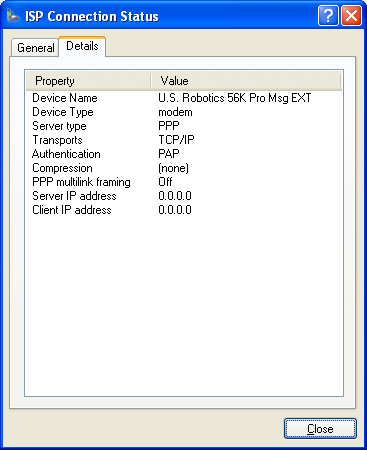 ISP Connection Status
General Details
Property Value
Device Name U.S. Robotics 56K Pro Msg EXT
Device Type modem
Server type PPP
Transports TCP/IP
Authentication PAP
Compression (none)
PPP multilink framing Off
Server IP address 0.0.0.0
Client IP address 0.0.0.0
Close